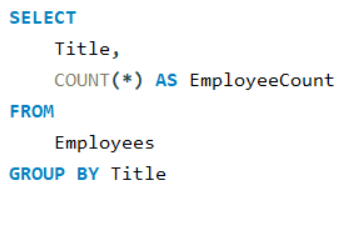 SELECT
    Title,
    COUNT(*) AS EmployeeCount
FROM
    Employees
GROUP BY Title